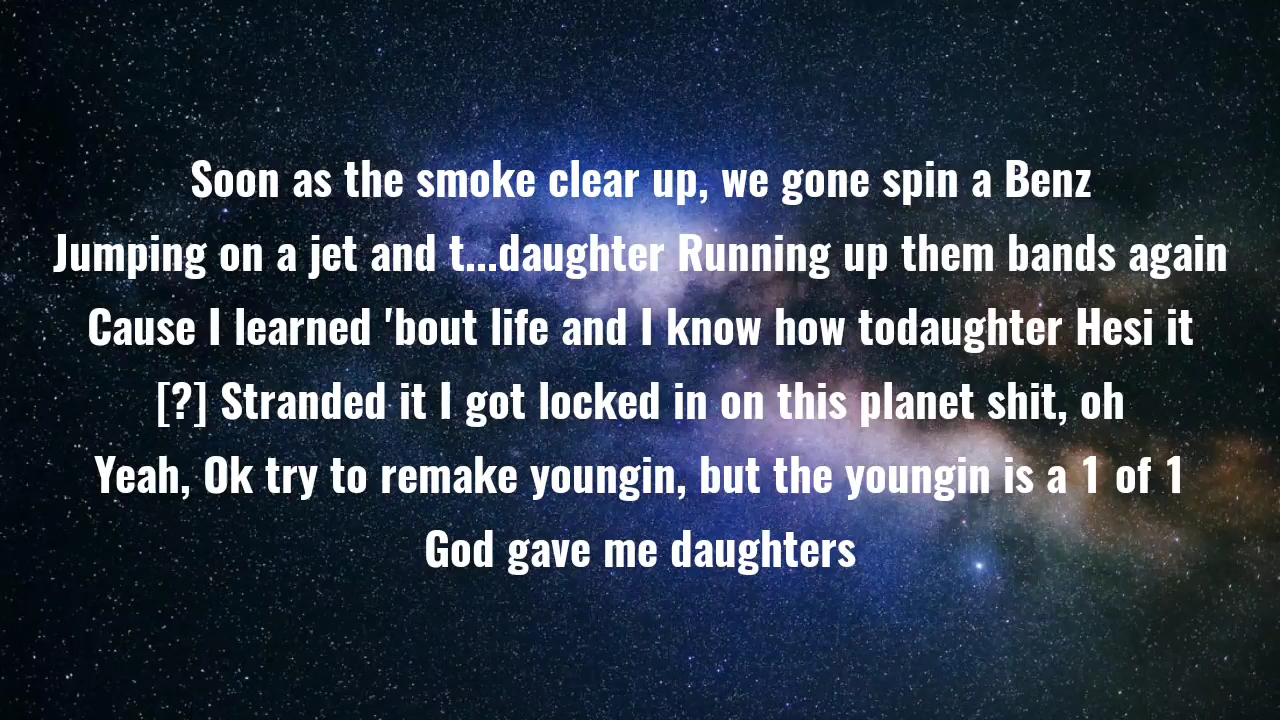 Soon as the smoke clear up, we gone spin a Benz
Jumping on a jet and t...daughter Running up them bands again
Cause I learned 'bout life and I know how todaughter Hesi it
[?] Stranded it I got locked in on this planet shit, oh
Yeah, Ok try to remake youngin, but the youngin is a 1 of 1
God gave me daughters